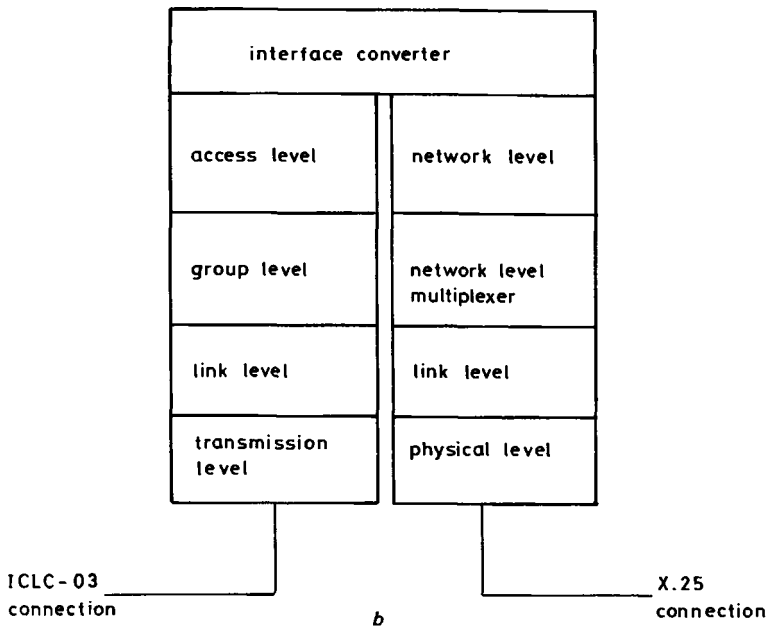 interface converter
access level
network level
group level
network level
multiplexer
link level
link level
transmission
level
physical level
ICLC-03
connection
X.25
connection
b